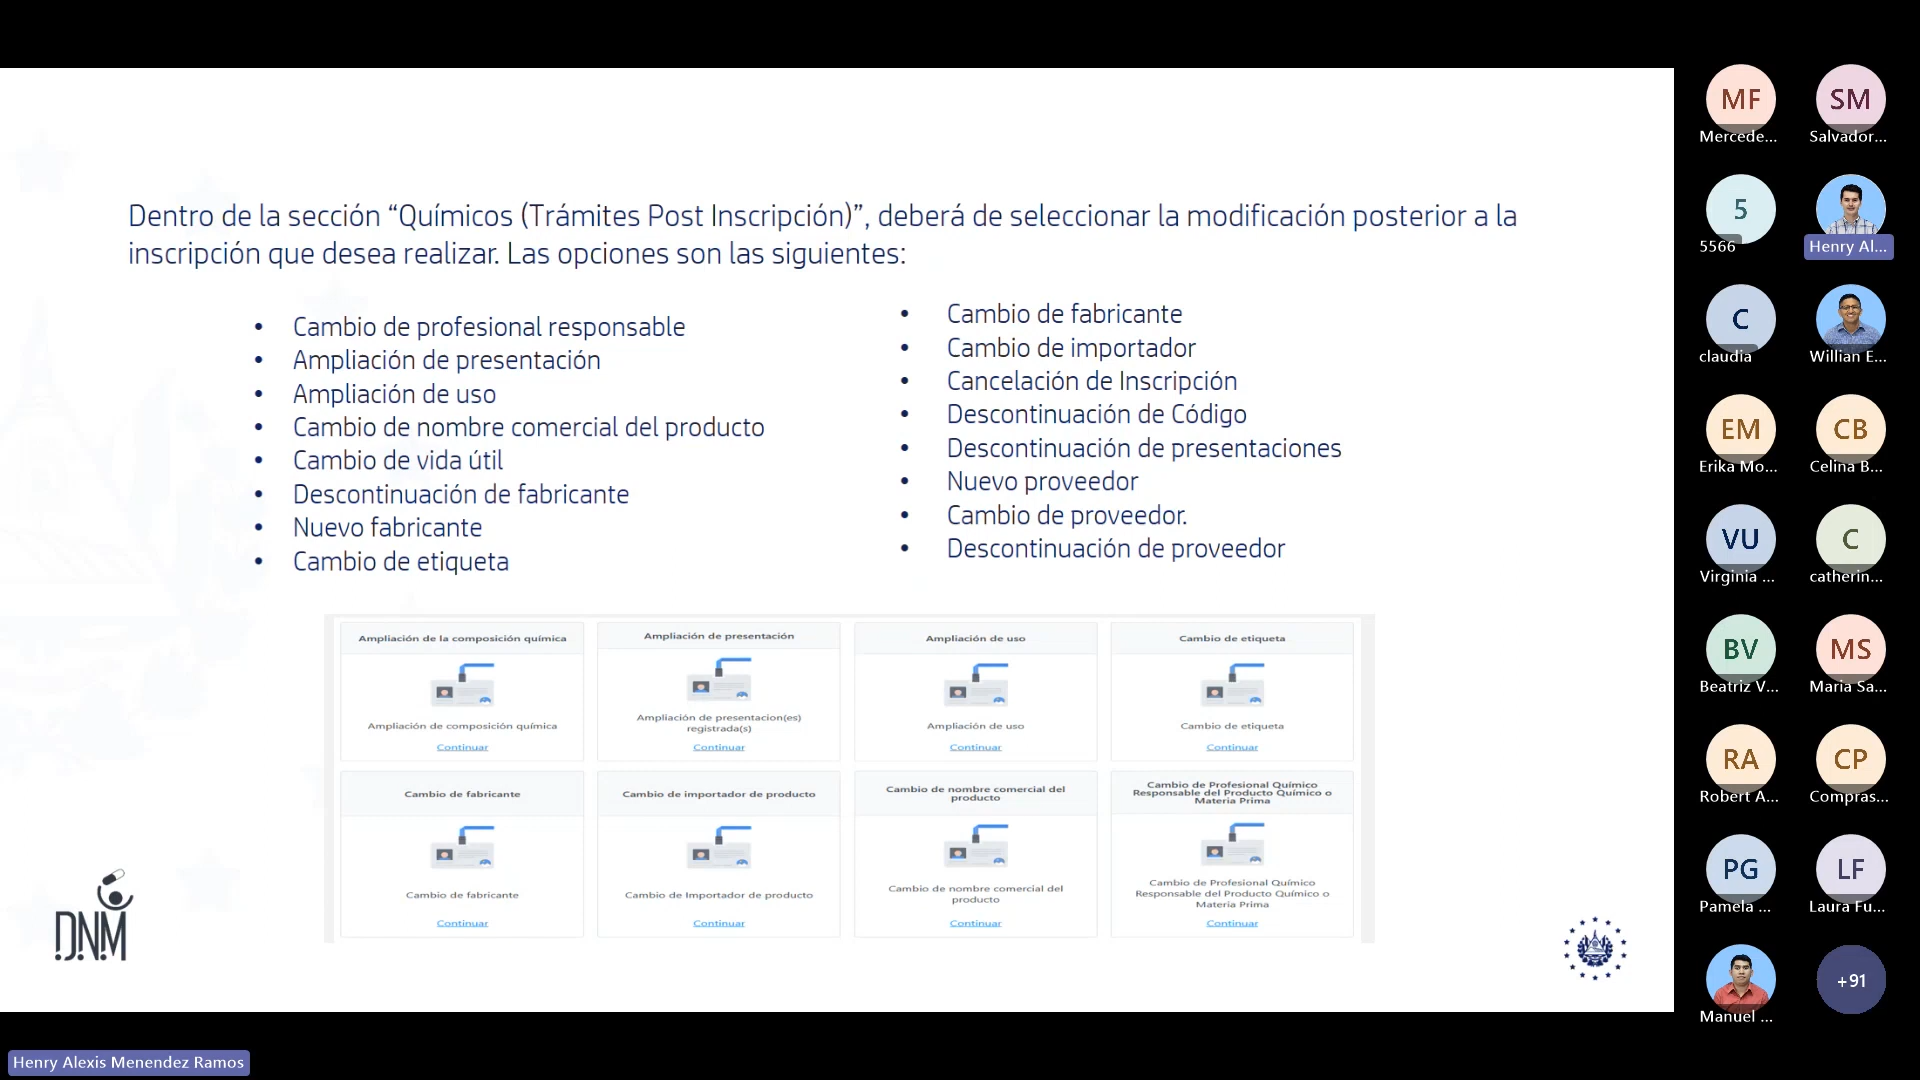 Dentro de la sección “Químicos (Trámites Post Inscripción)”, deberá de seleccionar la modificación posterior a la
inscripción que desea realizar. Las opciones son las siguientes:
• Cambio de profesional responsable
• Ampliación de presentación
• Ampliación de uso
• Cambio de nombre comercial del producto
• Cambio de vida útil
• Descontinuación de fabricante
• Nuevo fabricante
• Cambio de etiqueta
• Cambio de fabricante
• Cambio de importador
• Cancelación de Inscripción
• Descontinuación de Código
• Descontinuación de presentaciones
• Nuevo proveedor
• Cambio de proveedor.
• Descontinuación de proveedor
Ampliación de la composición química
Ampliación de composición química
Continuar
Ampliación de presentación
Ampliación de presentacion(es)
registrada(s)
Continuar
Ampliación de uso
Ampliación de uso
Continuar
Cambio de etiqueta
Cambio de etiqueta
Continuar
Cambio de fabricante
Cambio de fabricante
Continuar
Cambio de importador de producto
Cambio de Importador de producto
Continuar
Cambio de nombre comercial del
producto
Cambio de nombre comercial del
producto
Continuar
Cambio de Profesional Químico
Responsable del Producto Químico o
Materia Prima
Cambio de Profesional Químico
Responsable del Producto Químico o
Materia Prima
Continuar
DNM
MF
Mercede...
SM
Salvador...
5
5566
Henry Al...
C
claudia
Willian E...
EM
Erika Mo...
CB
Celina B...
VU
Virginia ...
C
catherin...
BV
Beatriz V...
MS
Maria Sa...
RA
Robert A...
CP
Compras...
PG
Pamela ...
LF
Laura Fu...
Manuel ...
+91
Henry Alexis Menendez Ramos